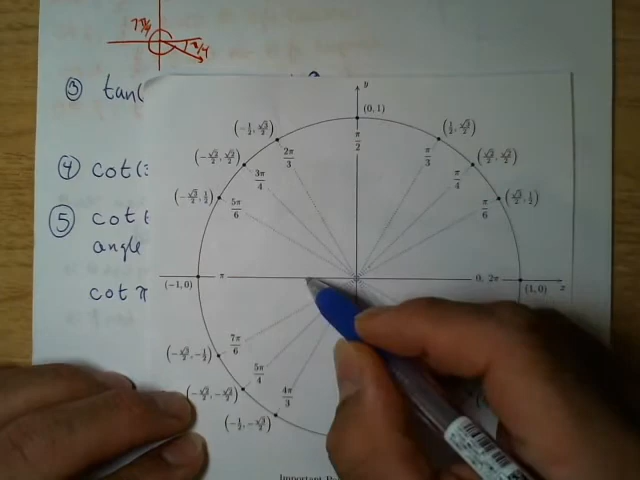 7π/4
π/4
③ tan(
④ cot(3
⑤ cot t
angle
cot π
y
(0, 1)
π/2
(-1/2, √3/2)
2π/3
(-√2/2, √2/2)
3π/4
(-√3/2, 1/2)
5π/6
(1/2, √3/2)
π/3
(√2/2, √2/2)
π/4
(√3/2, 1/2)
π/6
(-1, 0)
π
0, 2π
(1, 0)
x
7π/6
(-√3/2, -1/2)
5π/4
(-√2/2, -√2/2)
4π/3
(-1/2, -√3/2)
Important